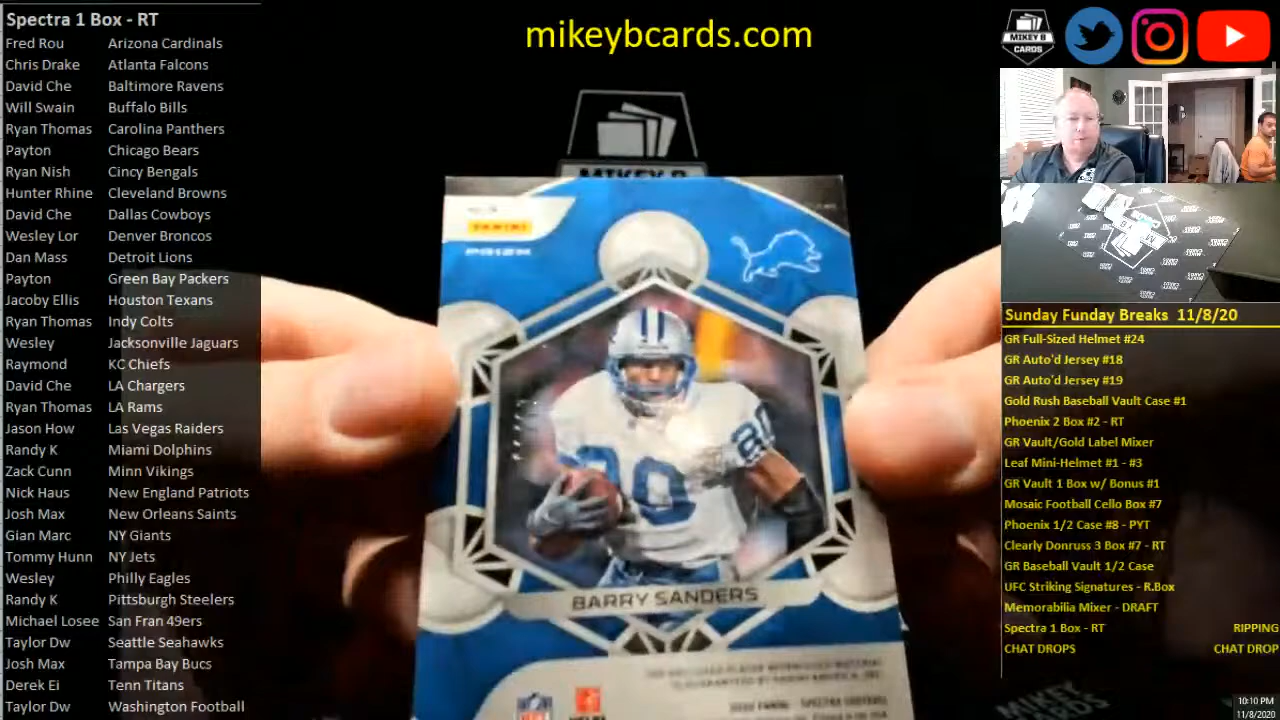 Spectra 1 Box - RT
Fred Rou Arizona Cardinals
Chris Drake Atlanta Falcons
David Che Baltimore Ravens
Will Swain Buffalo Bills
Ryan Thomas Carolina Panthers
Payton Chicago Bears
Ryan Nish Cincy Bengals
Hunter Rhine Cleveland Browns
David Che Dallas Cowboys
Wesley Lor Denver Broncos
Dan Mass Detroit Lions
Payton Green Bay Packers
Jacoby Ellis Houston Texans
Ryan Thomas Indy Colts
Wesley Jacksonville Jaguars
Raymond KC Chiefs
David Che LA Chargers
Ryan Thomas LA Rams
Jason How Las Vegas Raiders
Randy K Miami Dolphins
Zack Cunn Minn Vikings
Nick Haus New England Patriots
Josh Max New Orleans Saints
Gian Marc NY Giants
Tommy Hunn NY Jets
Wesley Philly Eagles
Randy K Pittsburgh Steelers
Michael Losee San Fran 49ers
Taylor Dw Seattle Seahawks
Josh Max Tampa Bay Bucs
Derek Ei Tenn Titans
Taylor Dw Washington Football
mikeybcards.com
MIKEY B
PANINI
PRIZM
20
20
BARRY SANDERS
NFL
MIKEY B
CARDS
Sunday Funday Breaks 11/8/20
GR Full-Sized Helmet #24
GR Auto'd Jersey #18
GR Auto'd Jersey #19
Gold Rush Baseball Vault Case #1
Phoenix 2 Box #2 - RT
GR Vault/Gold Label Mixer
Leaf Mini-Helmet #1 - #3
GR Vault 1 Box w/ Bonus #1
Mosaic Football Cello Box #7
Phoenix 1/2 Case #8 - PYT
Clearly Donruss 3 Box #7 - RT
GR Baseball Vault 1/2 Case
UFC Striking Signatures - R.Box
Memorabilia Mixer - DRAFT
Spectra 1 Box - RT RIPPING
CHAT DROPS CHAT DROP
10:10 PM
11/8/2020